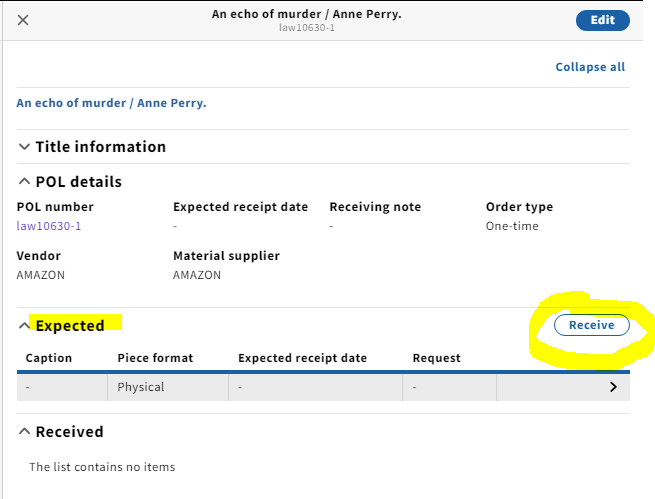 An echo of murder / Anne Perry.
Edit
law10630-1
Collapse all
An echo of murder / Anne Perry.
Title information
POL details
POL number Expected receipt date Receiving note Order type
law10630-1 - - One-time
Vendor Material supplier
AMAZON AMAZON
Expected
Receive
Caption Piece format Expected receipt date Request
- Physical - -
Received
The list contains no items